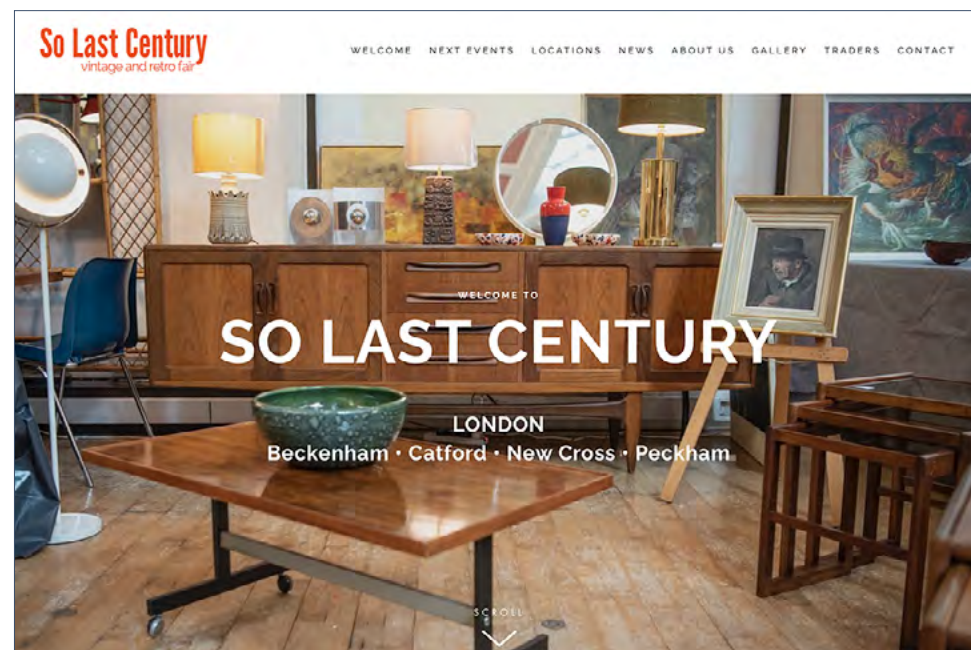 So Last Century
vintage and retro fair
WELCOME NEXT EVENTS LOCATIONS NEWS ABOUT US GALLERY TRADERS CONTACT
WELCOME TO
SO LAST CENTURY
LONDON
Beckenham • Catford • New Cross • Peckham
SCROLL